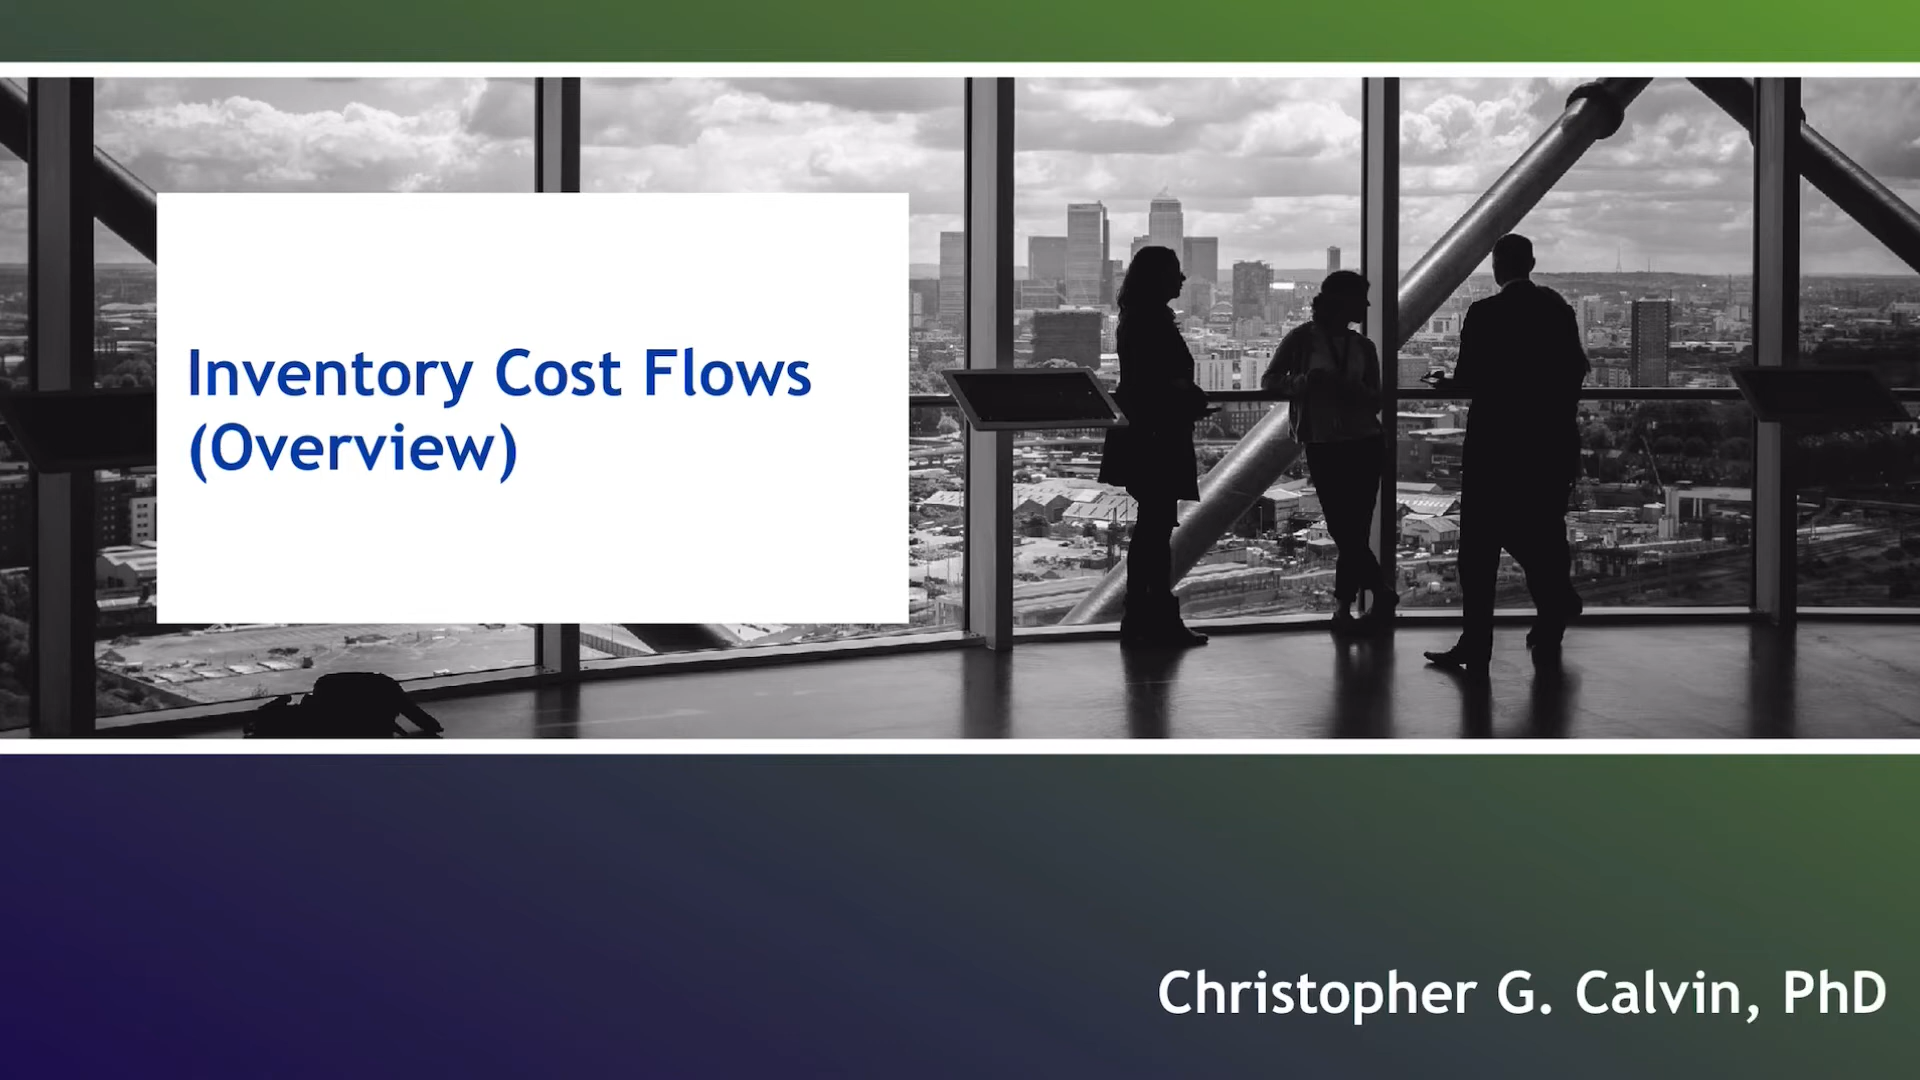 Inventory Cost Flows
(Overview)
Christopher G. Calvin, PhD